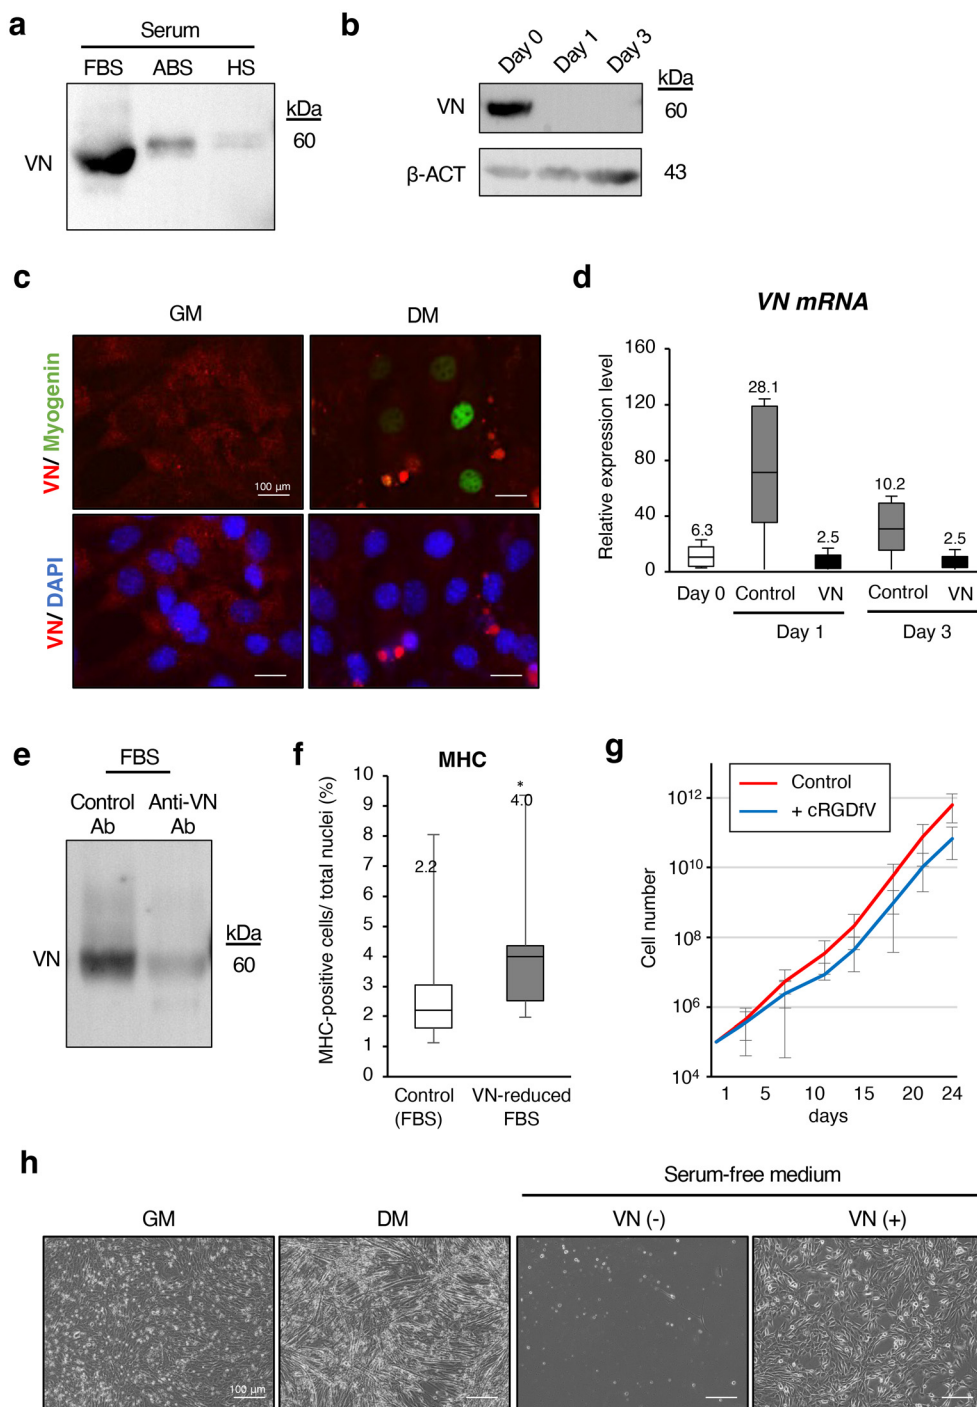 a
Serum
FBS ABS HS
kDa
60
VN
b
Day 0 Day 1 Day 3
kDa
VN
60
β-ACT
43
c
GM DM
VN/ Myogenin
100 μm
VN/ DAPI
d
VN mRNA
Relative expression level
160
120
80
40
0
6.3
28.1
2.5
10.2
2.5
Day 0 Control VN Control VN
Day 1 Day 3
e
FBS
Control Anti-VN
Ab Ab
kDa
VN
60
f
MHC
MHC-positive cells/ total nuclei (%)
10
9
8
7
6
5
4
3
2
1
0
2.2
*
4.0
Control VN-reduced
(FBS) FBS
g
Control
+ cRGDfV
Cell number
10¹²
10¹⁰
10⁸
10⁶
10⁴
1 5 10 15 20 24
days
h
Serum-free medium
GM DM VN (-) VN (+)
100 μm